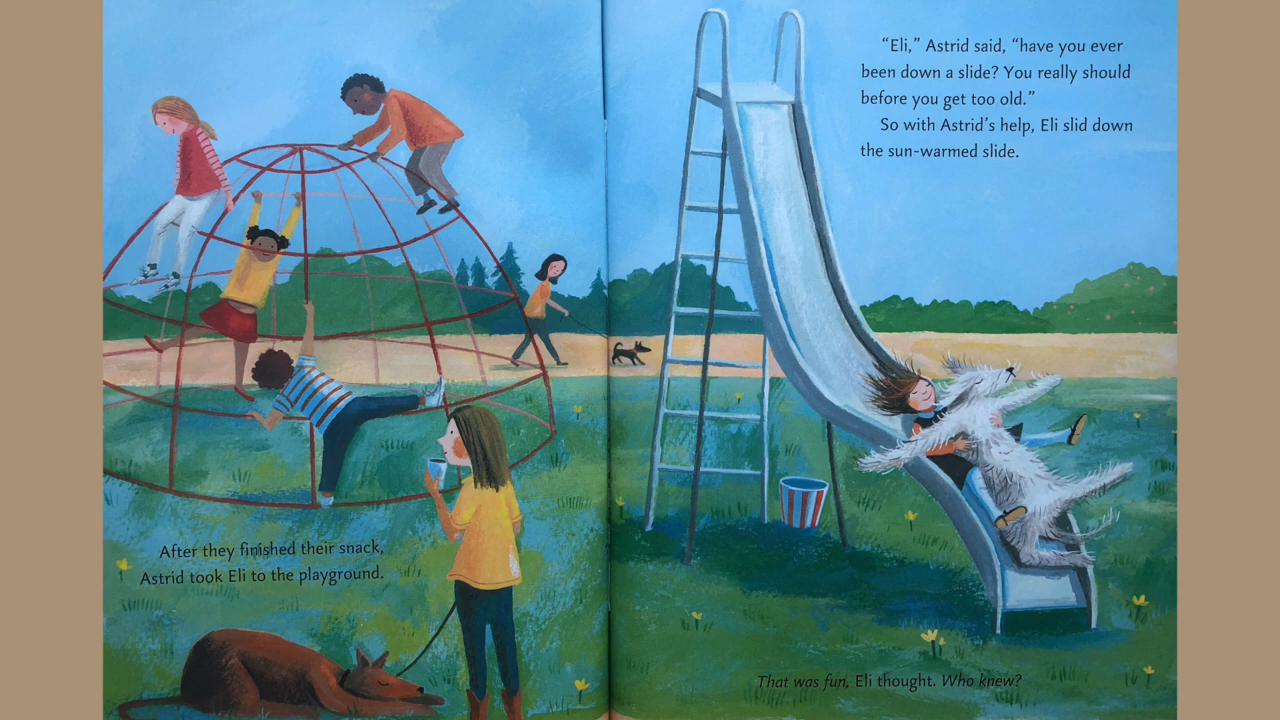 After they finished their snack,
Astrid took Eli to the playground.
“Eli,” Astrid said, “have you ever
been down a slide? You really should
before you get too old.”
So with Astrid’s help, Eli slid down
the sun-warmed slide.
That was fun, Eli thought. Who knew?